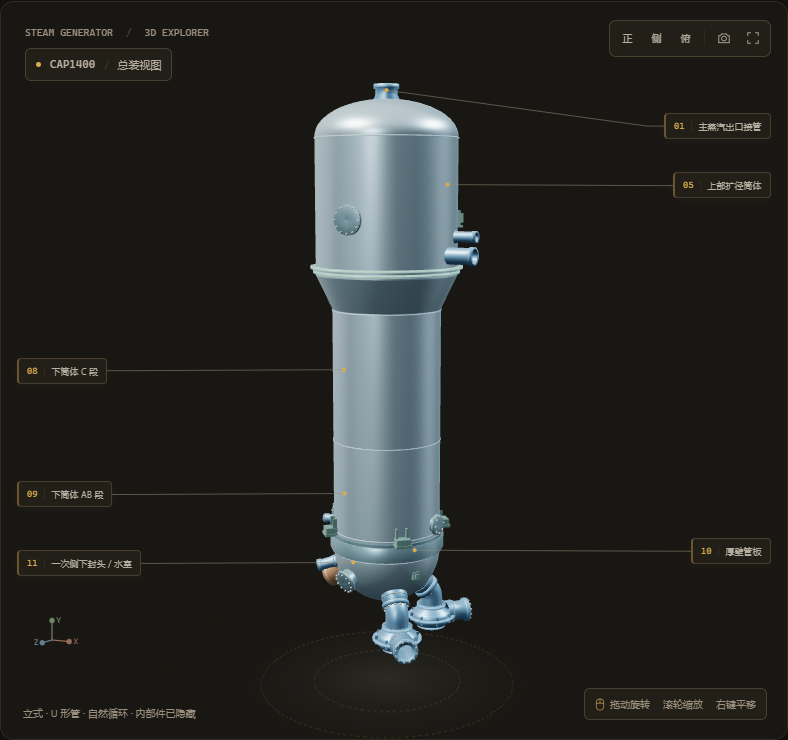 STEAM GENERATOR / 3D EXPLORER
正 侧 俯
CAP1400 / 总装视图
01 主蒸汽出口接管
05 上部扩径筒体
08 下筒体 C 段
09 下筒体 AB 段
10 厚壁管板
11 一次侧下封头 / 水室
Y
Z X
拖动旋转 滚轮缩放 右键平移
立式 · U 形管 · 自然循环 · 内部件已隐藏